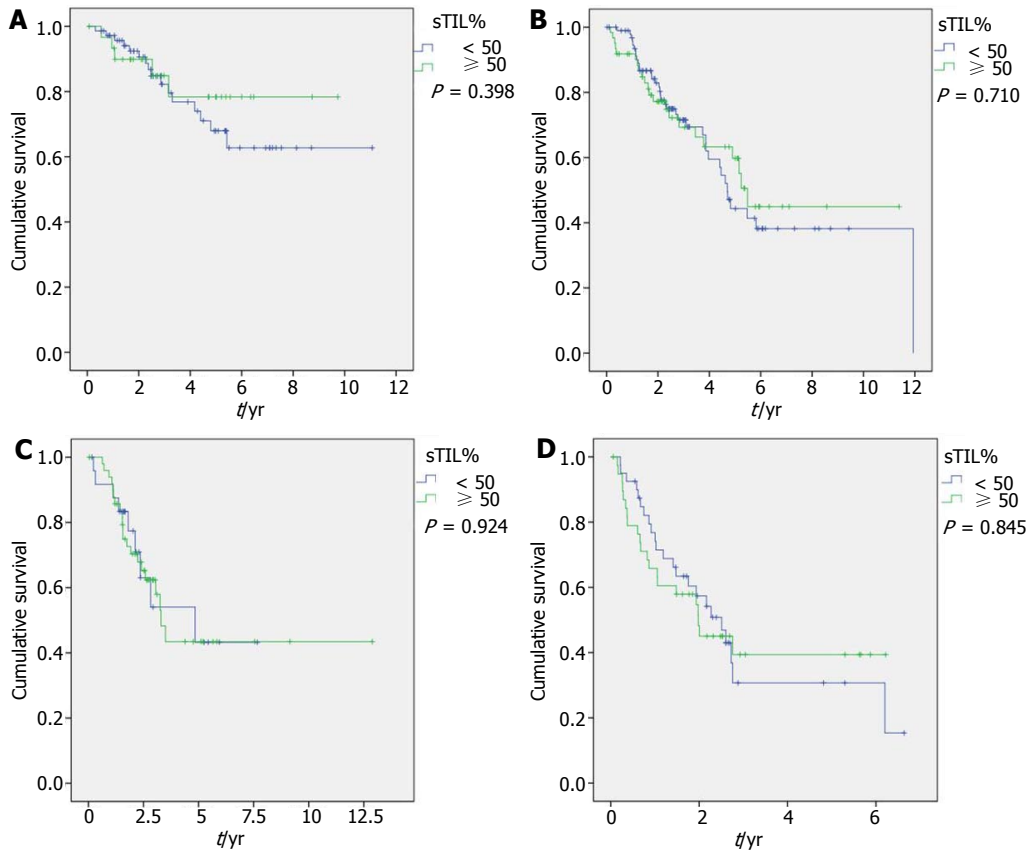 A
sTIL%
< 50
⩾ 50
P = 0.398
Cumulative survival
1.0
0.8
0.6
0.4
0.2
0.0
0 2 4 6 8 10 12
t/yr
B
sTIL%
< 50
⩾ 50
P = 0.710
Cumulative survival
1.0
0.8
0.6
0.4
0.2
0.0
0 2 4 6 8 10 12
t/yr
C
sTIL%
< 50
⩾ 50
P = 0.924
Cumulative survival
1.0
0.8
0.6
0.4
0.2
0.0
0 2.5 5 7.5 10 12.5
t/yr
D
sTIL%
< 50
⩾ 50
P = 0.845
Cumulative survival
1.0
0.8
0.6
0.4
0.2
0.0
0 2 4 6
t/yr